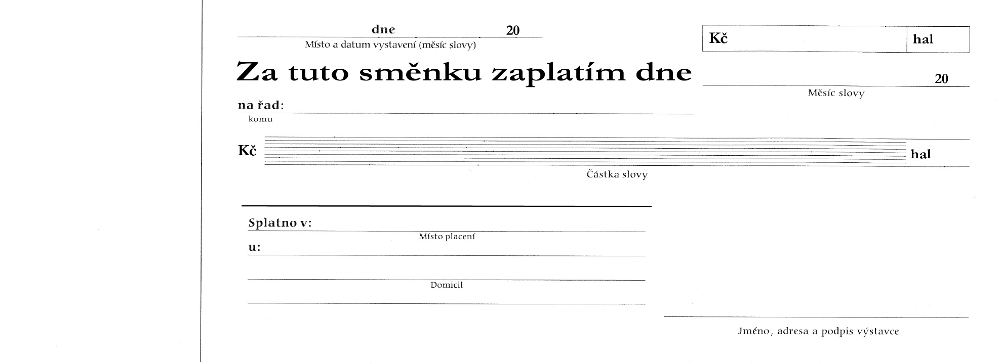 dne 20
Místo a datum vystavení (měsíc slovy)
Kč hal
Za tuto směnku zaplatím dne
20
Měsíc slovy
na řad:
komu
Kč hal
Částka slovy
Splatno v:
Místo placení
u:
Domicil
Jméno, adresa a podpis výstavce